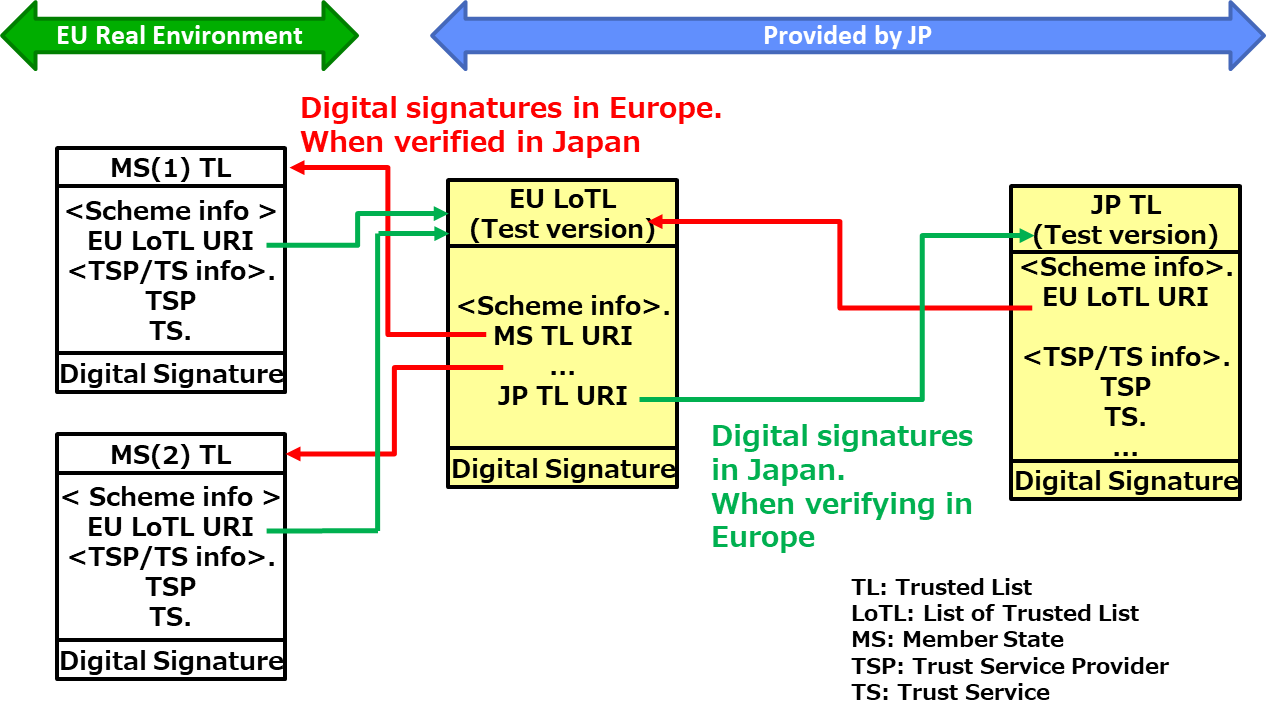 EU Real Environment
Provided by JP
Digital signatures in Europe.
When verified in Japan
MS(1) TL
<Scheme info >
EU LoTL URI
<TSP/TS info>.
TSP
TS.
Digital Signature
MS(2) TL
< Scheme info >
EU LoTL URI
<TSP/TS info>.
TSP
TS.
Digital Signature
EU LoTL
(Test version)
<Scheme info>.
MS TL URI
...
JP TL URI
Digital Signature
JP TL
(Test version)
<Scheme info>.
EU LoTL URI
<TSP/TS info>.
TSP
TS.
...
Digital Signature
Digital signatures
in Japan.
When verifying in
Europe
TL: Trusted List
LoTL: List of Trusted List
MS: Member State
TSP: Trust Service Provider
TS: Trust Service